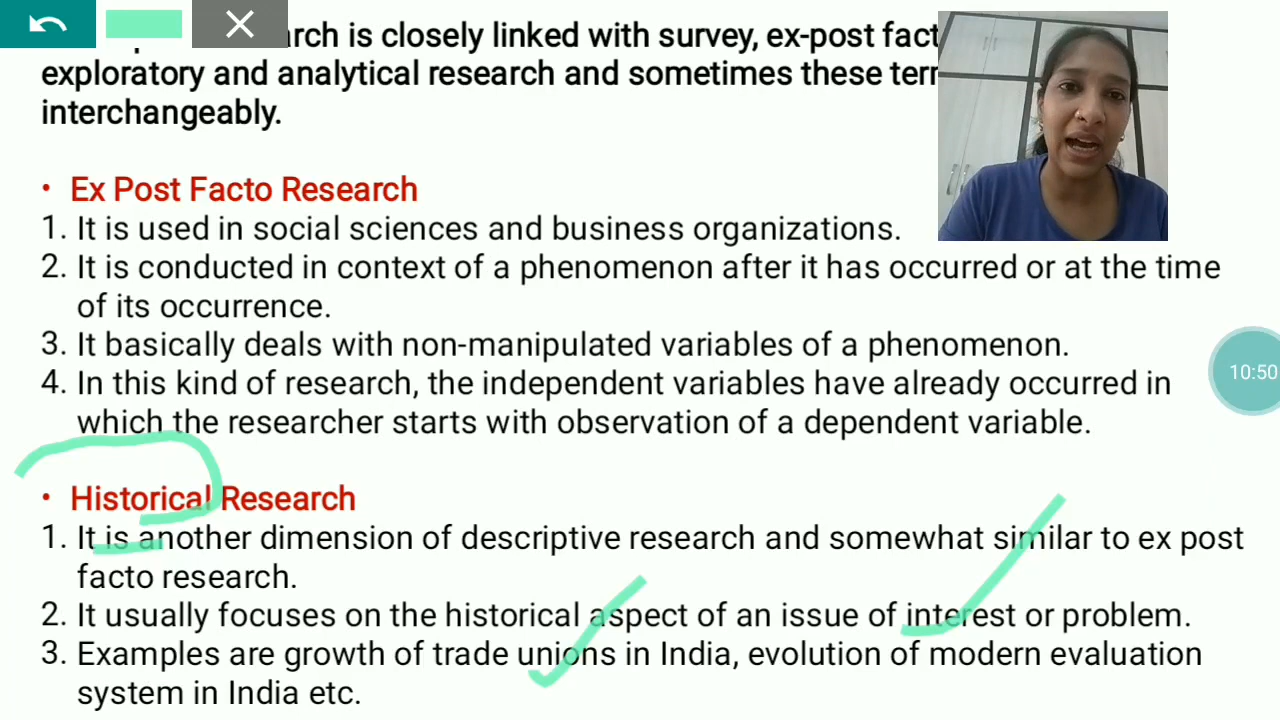 is closely linked with survey, ex-post
exploratory and analytical research and sometimes these
interchangeably.
• Ex Post Facto Research
1. It is used in social sciences and business organizations.
2. It is conducted in context of a phenomenon after it has occurred or at the time
of its occurrence.
3. It basically deals with non-manipulated variables of a phenomenon.
10:50
4. In this kind of research, the independent variables have already occurred in
which the researcher starts with observation of a dependent variable.
• Historical Research
1. It is another dimension of descriptive research and somewhat similar to ex post
facto research.
2. It usually focuses on the historical aspect of an issue of interest or problem.
3. Examples are growth of trade unions in India, evolution of modern evaluation
system in India etc.